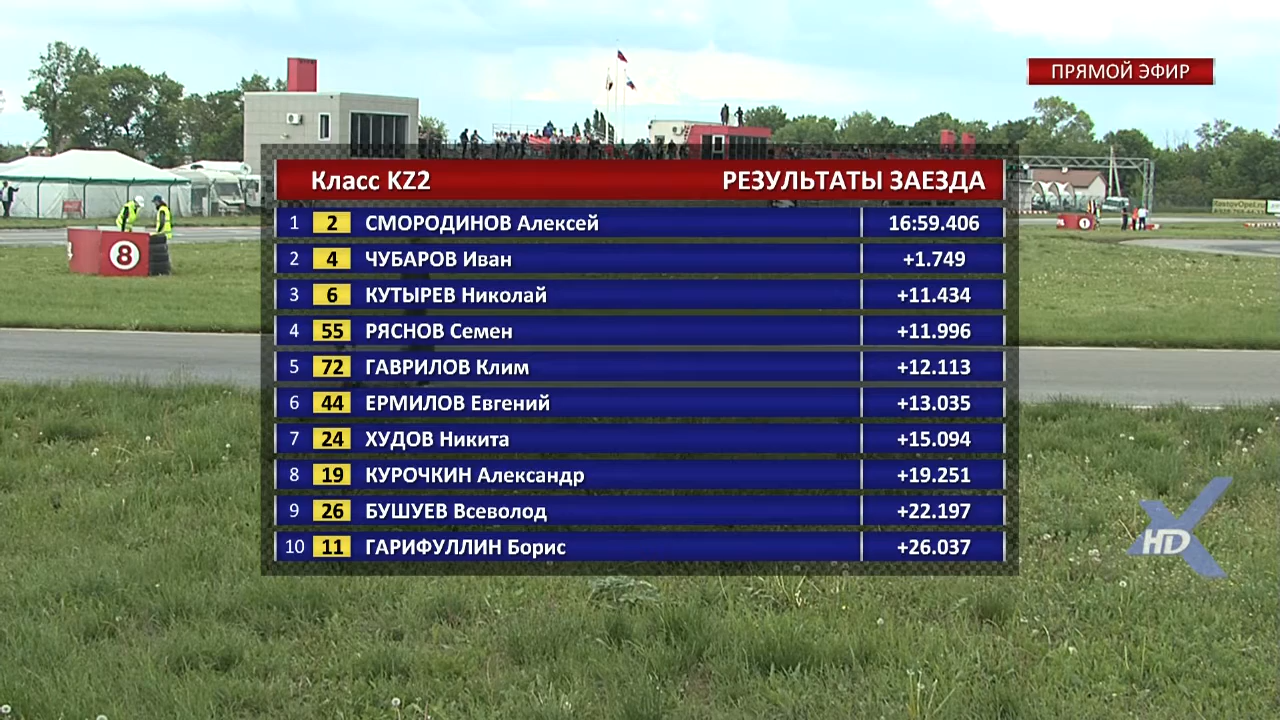 ПРЯМОЙ ЭФИР
Класс KZ2 РЕЗУЛЬТАТЫ ЗАЕЗДА
1 2 СМОРОДИНОВ Алексей 16:59.406
2 4 ЧУБАРОВ Иван +1.749
3 6 КУТЫРЕВ Николай +11.434
4 55 РЯСНОВ Семен +11.996
5 72 ГАВРИЛОВ Клим +12.113
6 44 ЕРМИЛОВ Евгений +13.035
7 24 ХУДОВ Никита +15.094
8 19 КУРОЧКИН Александр +19.251
9 26 БУШУЕВ Всеволод +22.197
10 11 ГАРИФУЛЛИН Борис +26.037
8
1
HD